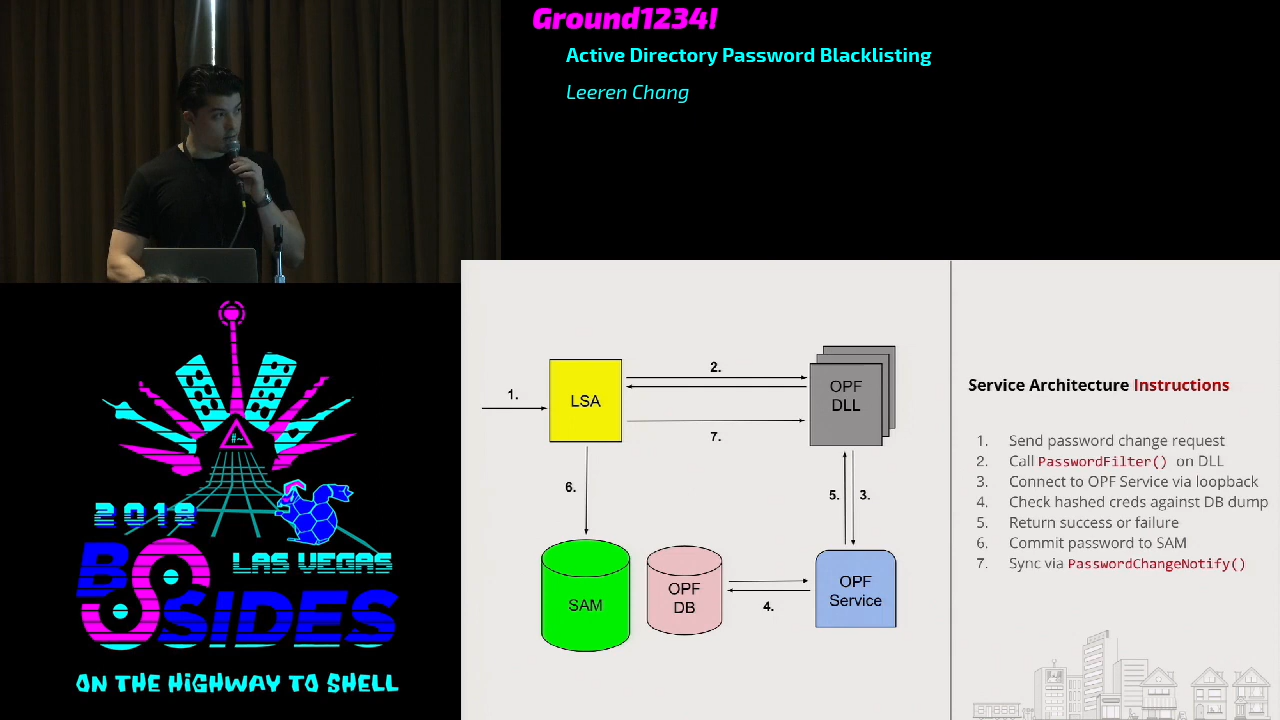 Ground1234!
Active Directory Password Blacklisting
Leeren Chang
#~
2019
LAS VEGAS
BSIDES
ON THE HIGHWAY TO SHELL
1.
LSA
2.
7.
OPF
DLL
6.
5.
3.
SAM
OPF
DB
4.
OPF
Service
Service Architecture Instructions
1. Send password change request
2. Call PasswordFilter() on DLL
3. Connect to OPF Service via loopback
4. Check hashed creds against DB dump
5. Return success or failure
6. Commit password to SAM
7. Sync via PasswordChangeNotify()